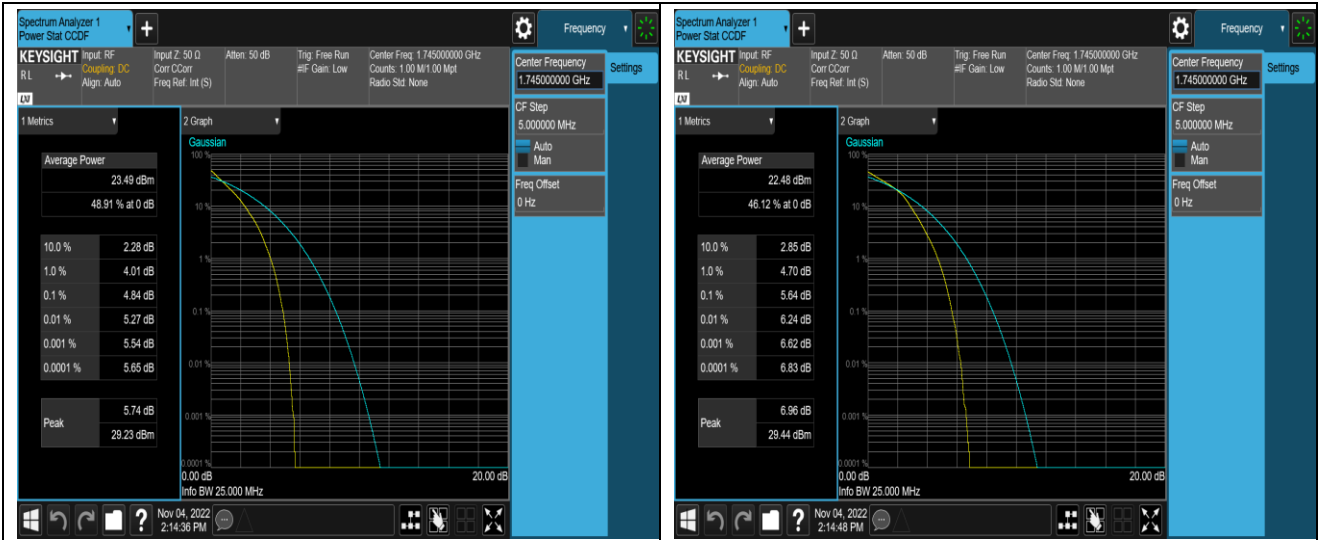 Spectrum Analyzer 1
Power Stat CCDF
Frequency
KEYSIGHT
Input: RF
Input Z: 50 Ω
Atten: 50 dB
Trig: Free Run
Center Freq: 1.745000000 GHz
R L
Coupling: DC
Corr CCorr
#IF Gain: Low
Counts: 1.00 M/1.00 Mpt
Align: Auto
Freq Ref: Int (S)
Radio Std: None
LXI
Center Frequency
1.745000000 GHz
Settings
CF Step
5.000000 MHz
Auto
Man
Freq Offset
0 Hz
1 Metrics
2 Graph
Average Power
23.49 dBm
48.91 % at 0 dB
10.0 % 2.28 dB
1.0 % 4.01 dB
0.1 % 4.84 dB
0.01 % 5.27 dB
0.001 % 5.54 dB
0.0001 % 5.65 dB
Peak
5.74 dB
29.23 dBm
Gaussian
100 %
10 %
1 %
0.1 %
0.01 %
0.001 %
0.0001 %
0.00 dB
20.00 dB
Info BW 25.000 MHz
?
Nov 04, 2022
2:14:36 PM
Spectrum Analyzer 1
Power Stat CCDF
Frequency
KEYSIGHT
Input: RF
Input Z: 50 Ω
Atten: 50 dB
Trig: Free Run
Center Freq: 1.745000000 GHz
R L
Coupling: DC
Corr CCorr
#IF Gain: Low
Counts: 1.00 M/1.00 Mpt
Align: Auto
Freq Ref: Int (S)
Radio Std: None
LXI
Center Frequency
1.745000000 GHz
Settings
CF Step
5.000000 MHz
Auto
Man
Freq Offset
0 Hz
1 Metrics
2 Graph
Average Power
22.48 dBm
46.12 % at 0 dB
10.0 % 2.85 dB
1.0 % 4.70 dB
0.1 % 5.64 dB
0.01 % 6.24 dB
0.001 % 6.62 dB
0.0001 % 6.83 dB
Peak
6.96 dB
29.44 dBm
Gaussian
100 %
10 %
1 %
0.1 %
0.01 %
0.001 %
0.0001 %
0.00 dB
20.00 dB
Info BW 25.000 MHz
?
Nov 04, 2022
2:14:48 PM